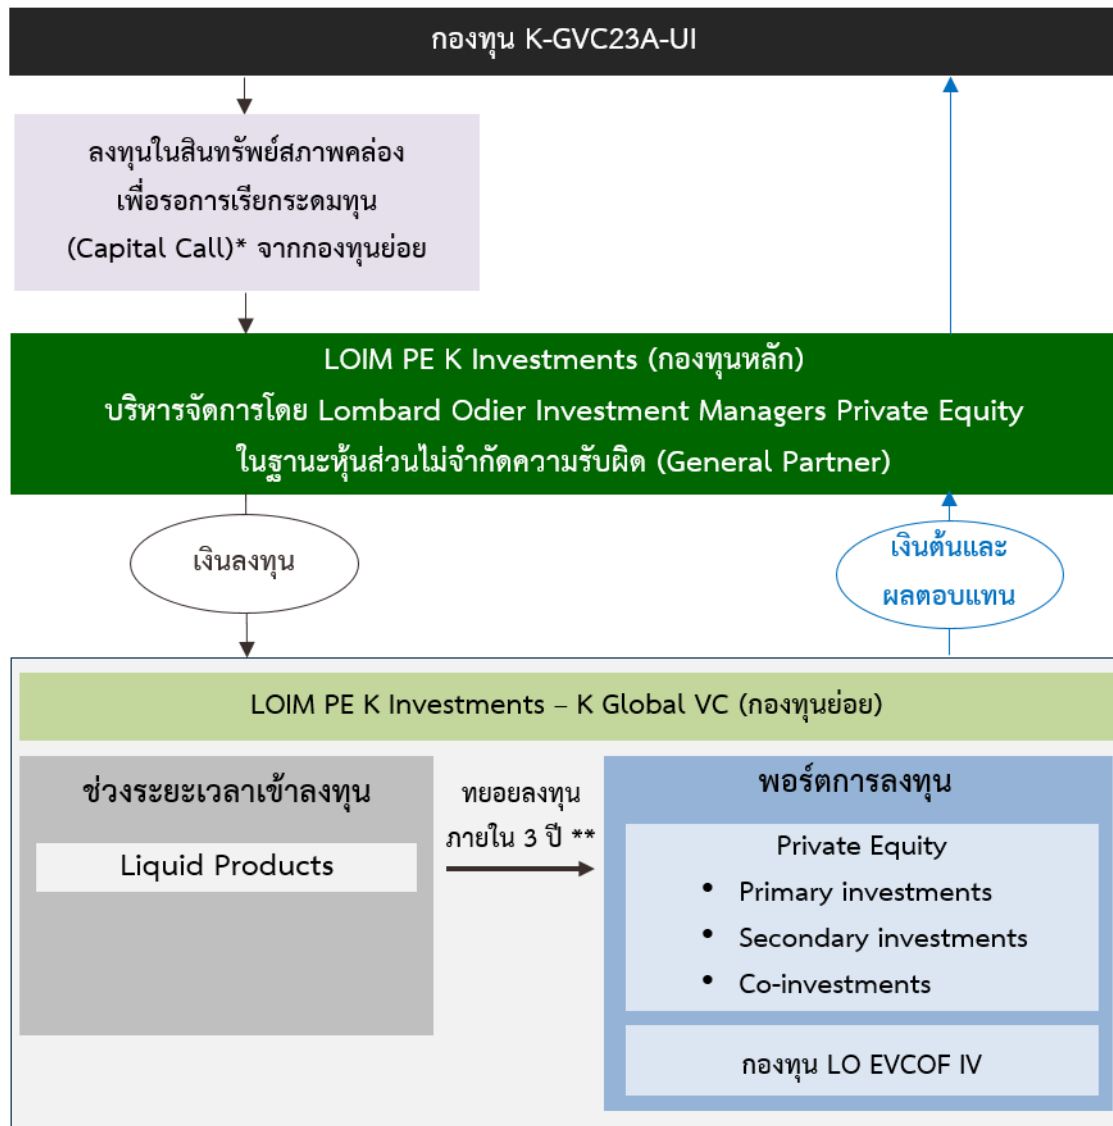 กองทุน K-GVC23A-UI
ลงทุนในสินทรัพย์สภาพคล่อง
เพื่อรอการเรียกระดมทุน
(Capital Call)* จากกองทุนย่อย
LOIM PE K Investments (กองทุนหลัก)
บริหารจัดการโดย Lombard Odier Investment Managers Private Equity
ในฐานะหุ้นส่วนไม่จำกัดความรับผิด (General Partner)
เงินลงทุน
เงินต้นและ
ผลตอบแทน
LOIM PE K Investments – K Global VC (กองทุนย่อย)
ช่วงระยะเวลาเข้าลงทุน
Liquid Products
ทยอยลงทุน
ภายใน 3 ปี **
พอร์ตการลงทุน
Private Equity
• Primary investments
• Secondary investments
• Co-investments
กองทุน LO EVCOF IV